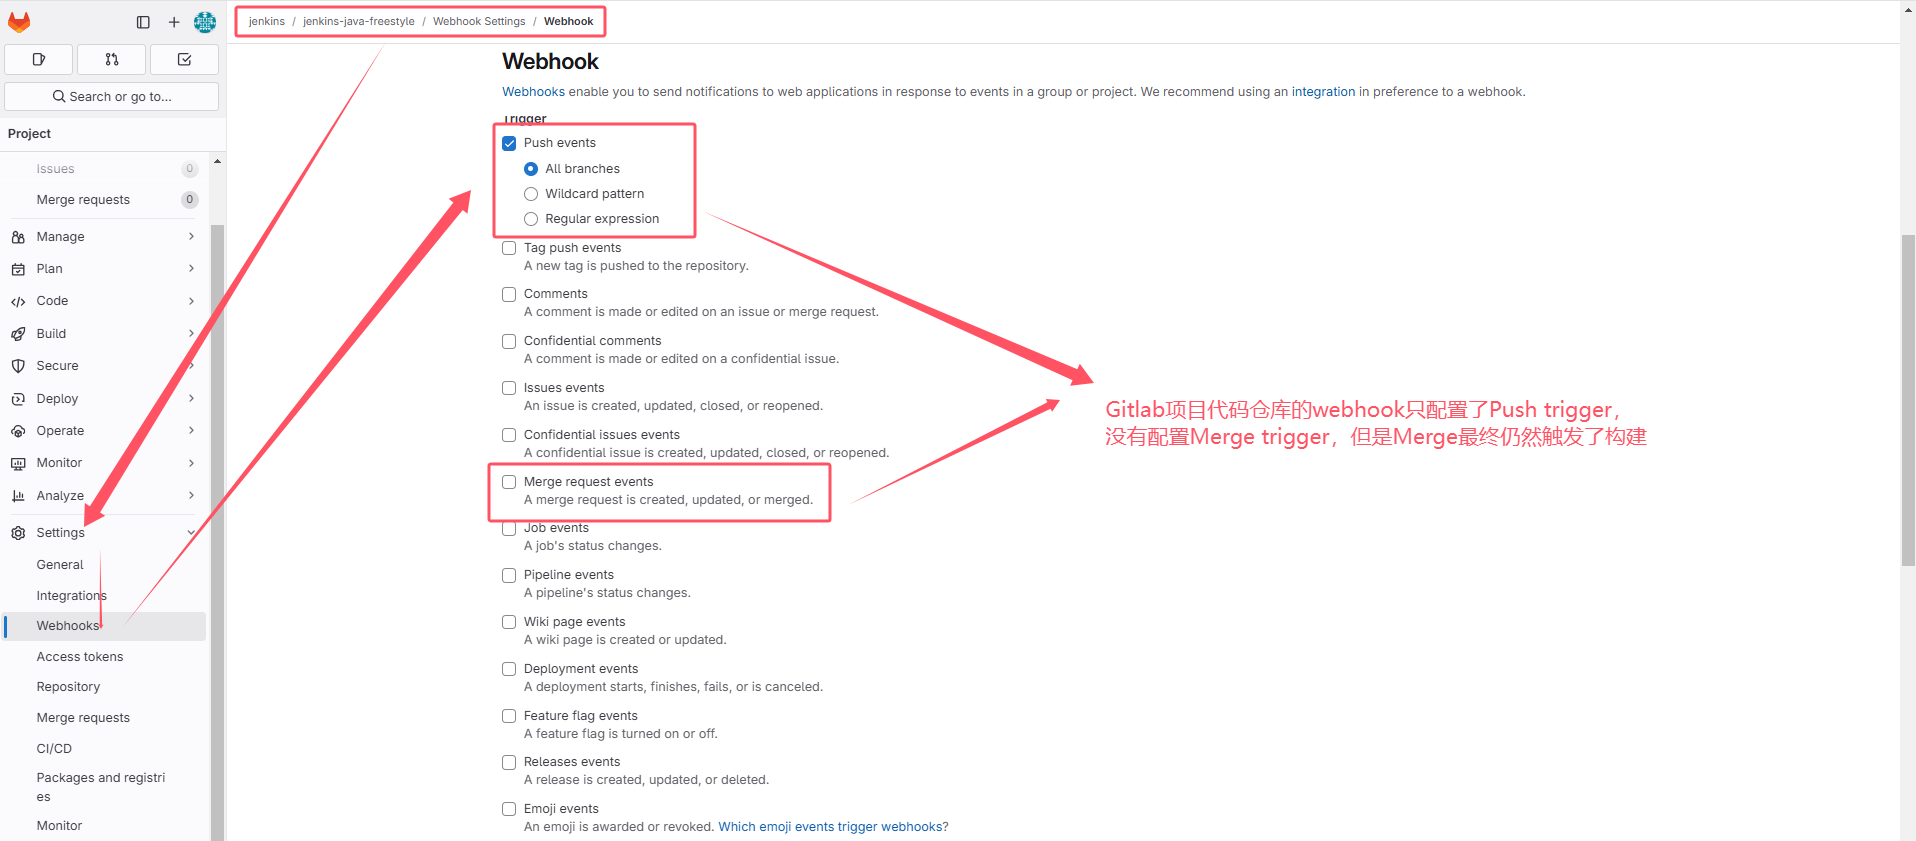 jenkins / jenkins-java-freestyle / Webhook Settings / Webhook
Search or go to...
Project
Issues 0
Merge requests 0
Manage
Plan
Code
Build
Secure
Deploy
Operate
Monitor
Analyze
Settings
General
Integrations
Webhooks
Access tokens
Repository
Merge requests
CI/CD
Packages and registri
es
Monitor
Webhook
Webhooks enable you to send notifications to web applications in response to events in a group or project. We recommend using an integration in preference to a webhook.
Trigger
Push events
All branches
Wildcard pattern
Regular expression
Tag push events
A new tag is pushed to the repository.
Comments
A comment is made or edited on an issue or merge request.
Confidential comments
A comment is made or edited on a confidential issue.
Issues events
An issue is created, updated, closed, or reopened.
Confidential issues events
A confidential issue is created, updated, closed, or reopened.
Merge request events
A merge request is created, updated, or merged.
Job events
A job's status changes.
Pipeline events
A pipeline's status changes.
Wiki page events
A wiki page is created or updated.
Deployment events
A deployment starts, finishes, fails, or is canceled.
Feature flag events
A feature flag is turned on or off.
Releases events
A release is created, updated, or deleted.
Emoji events
An emoji is awarded or revoked. Which emoji events trigger webhooks?
Gitlab项目代码仓库的webhook只配置了Push trigger，
没有配置Merge trigger，但是Merge最终仍然触发了构建